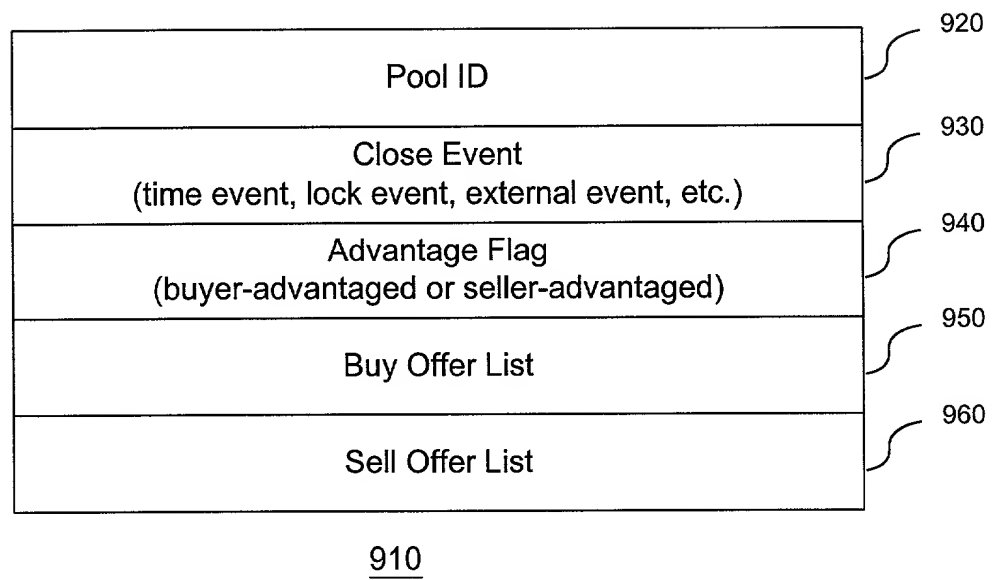 920
Pool ID
930
Close Event
(time event, lock event, external event, etc.)
940
Advantage Flag
(buyer-advantaged or seller-advantaged)
950
Buy Offer List
960
Sell Offer List
910